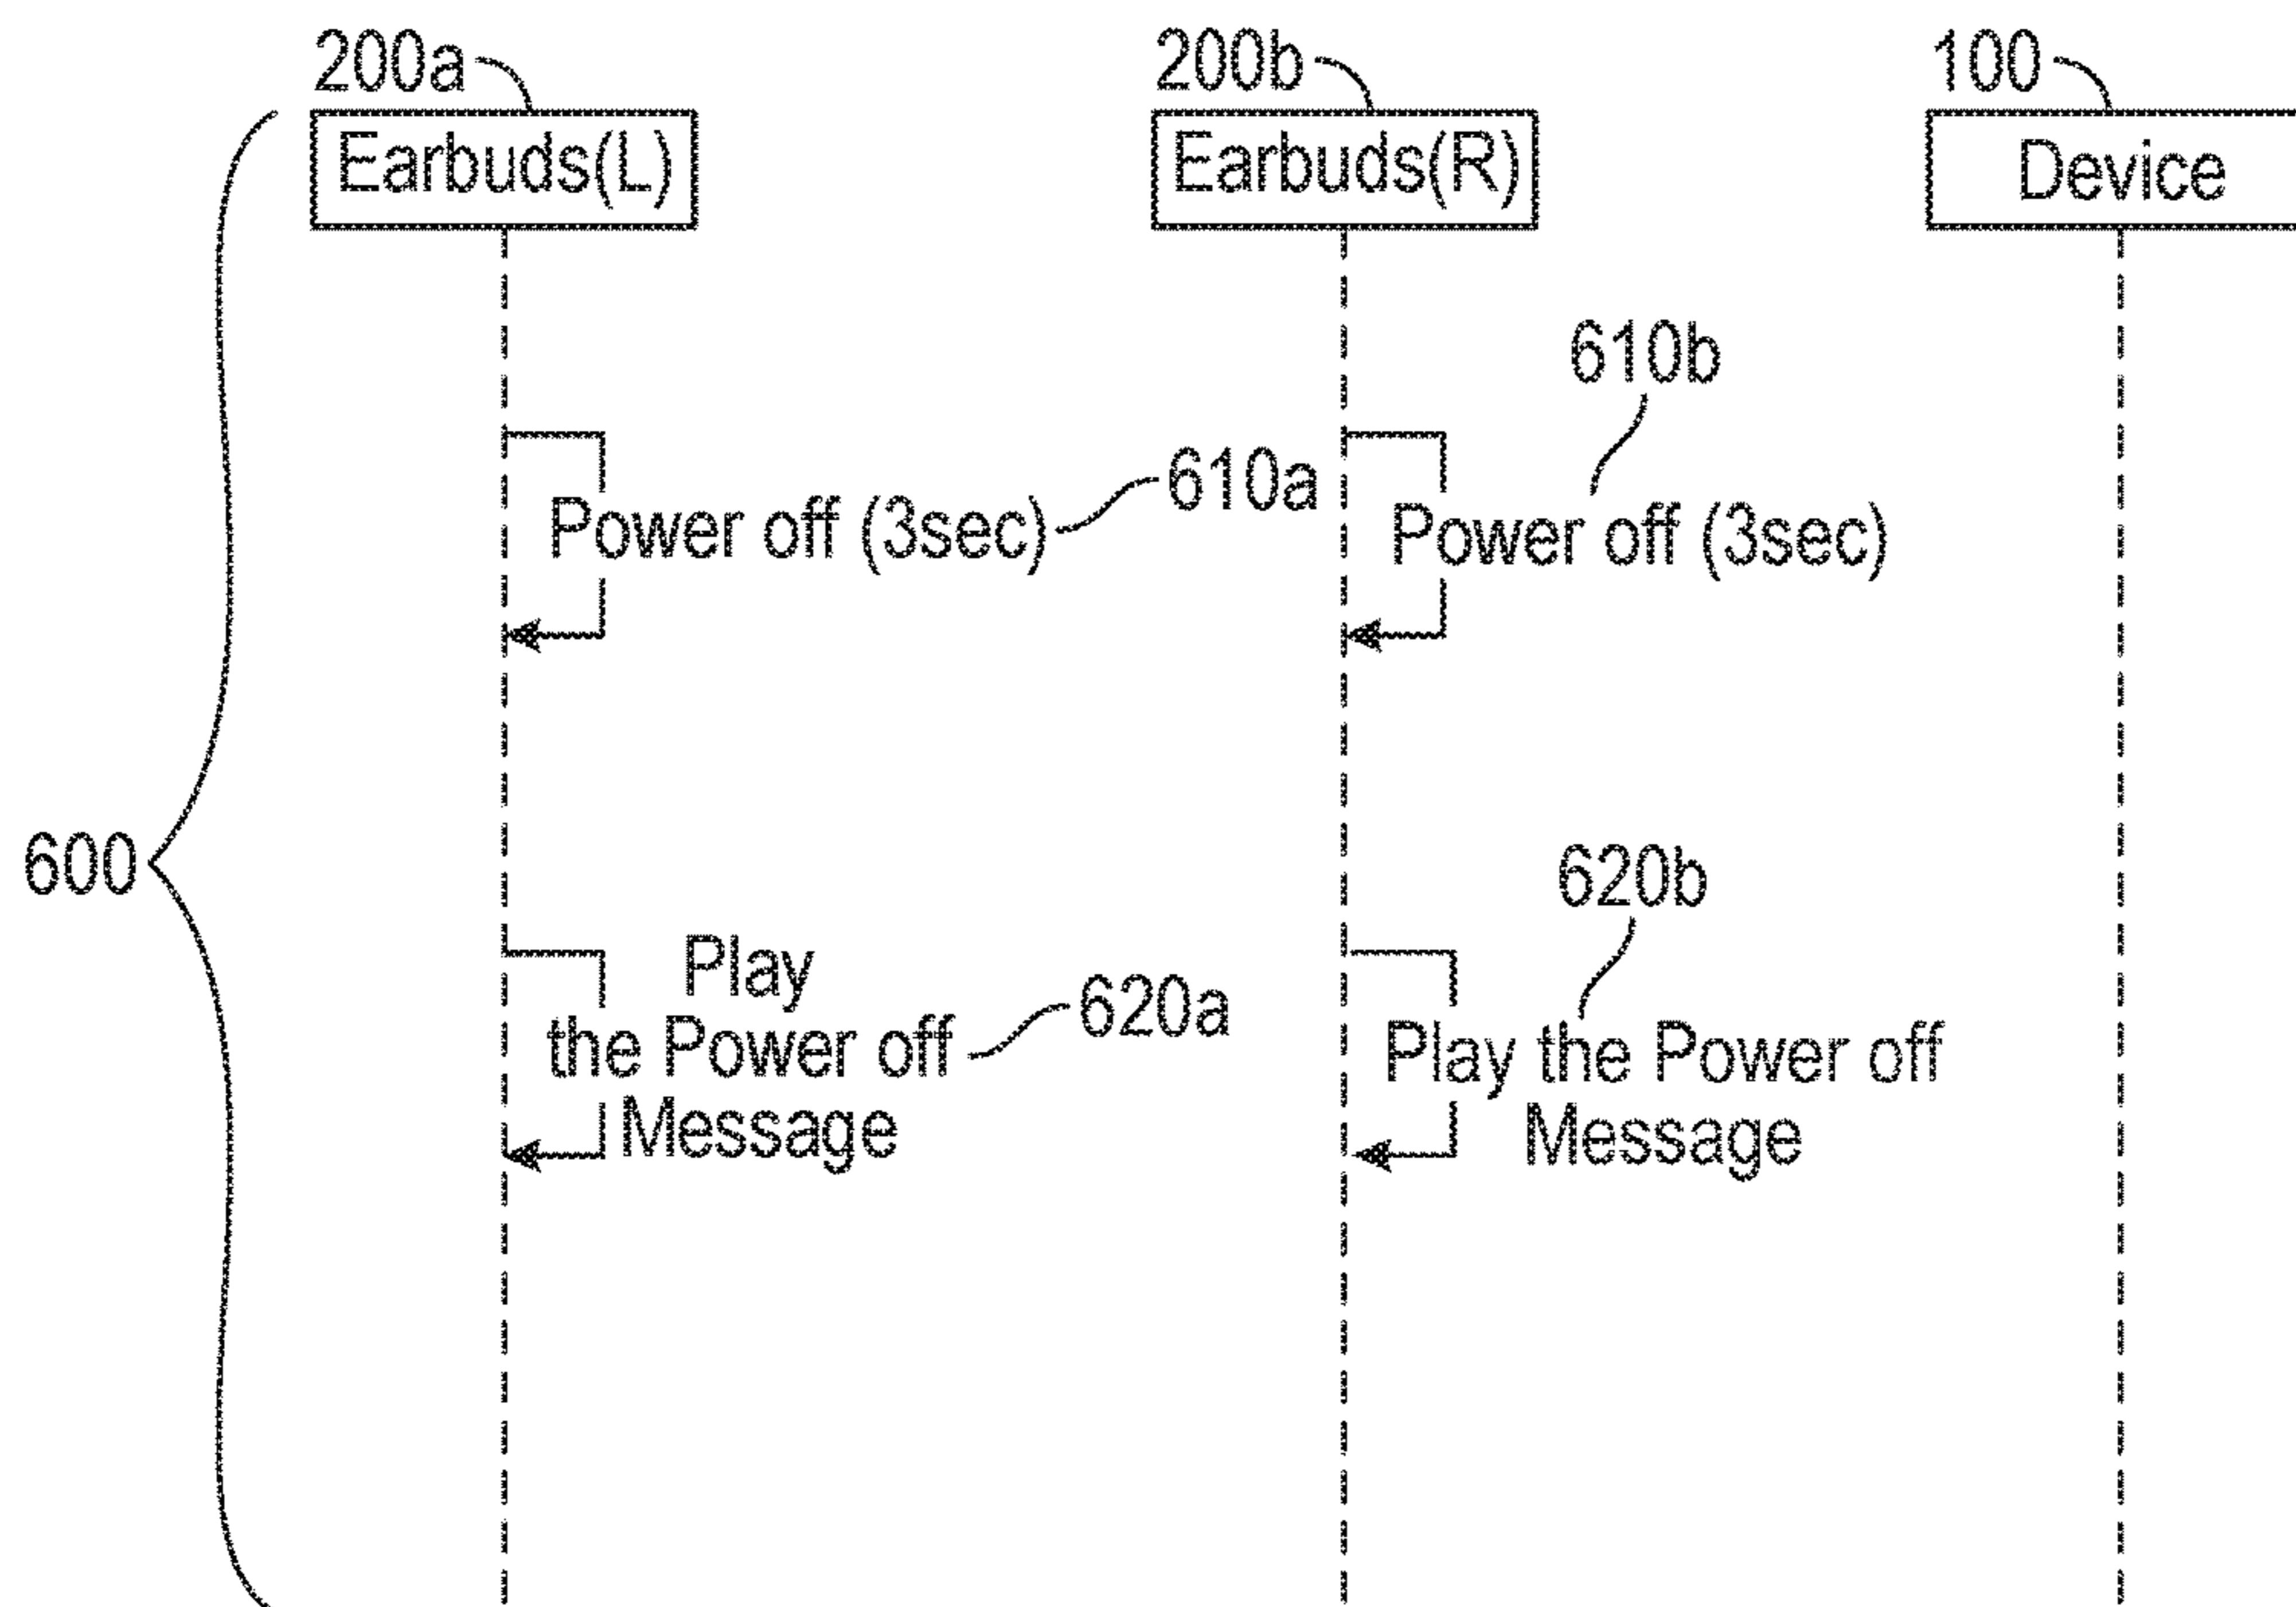 200a
200b
100
Earbuds(L)
Earbuds(R)
Device
610b
610a
Power off (3sec)
Power off (3sec)
600
620b
Play
the Power off
Message
620a
Play the Power off
Message